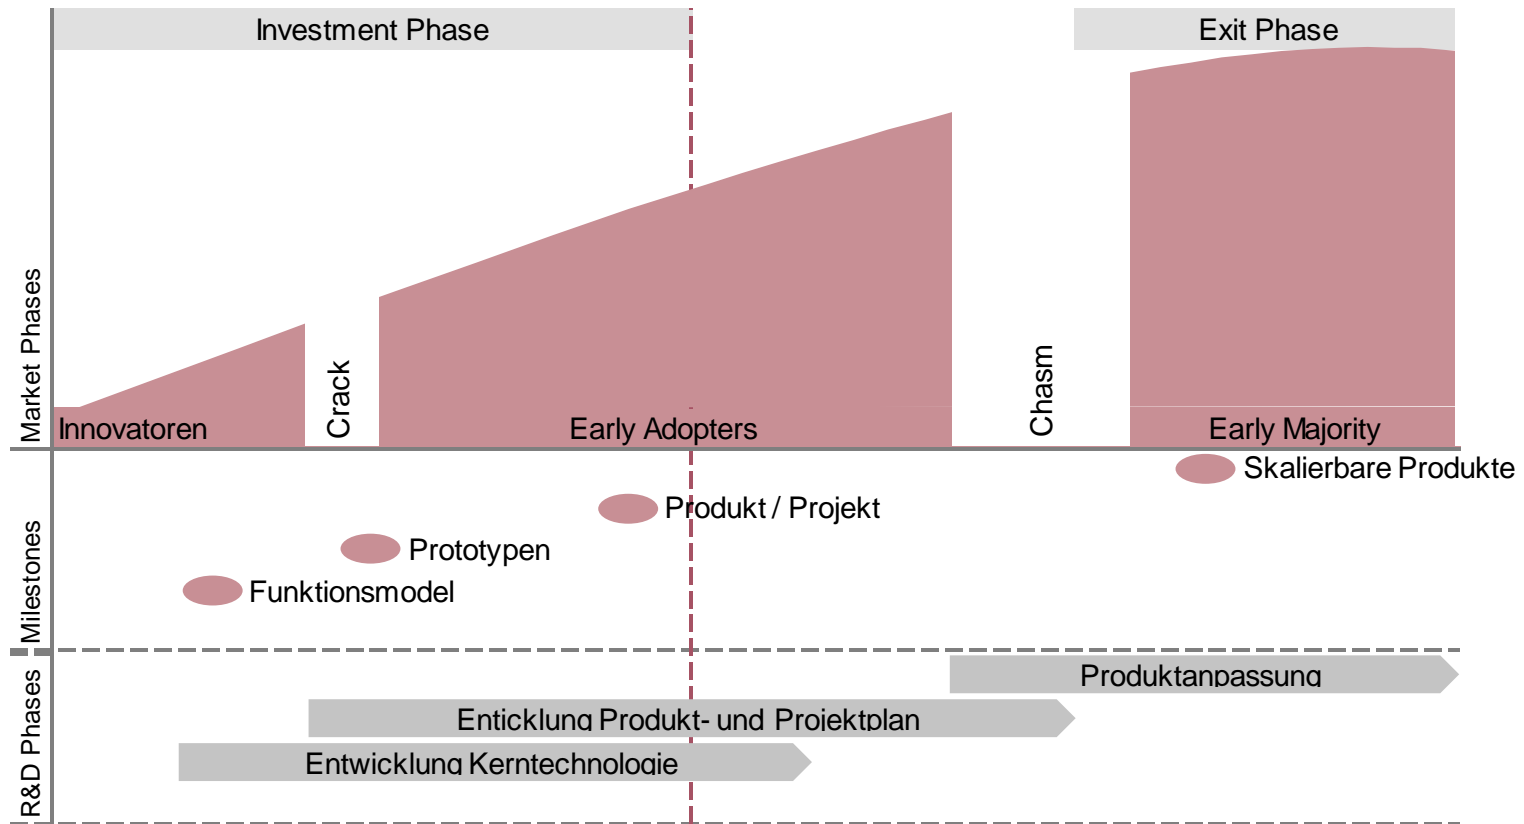 Investment Phase
Exit Phase
Market Phases
Crack
Chasm
Innovatoren
Early Adopters
Early Majority
Milestones
Skalierbare Produkte
Produkt / Projekt
Prototypen
Funktionsmodel
R&D Phases
Produktanpassung
Enticklung Produkt- und Projektplan
Entwicklung Kerntechnologie